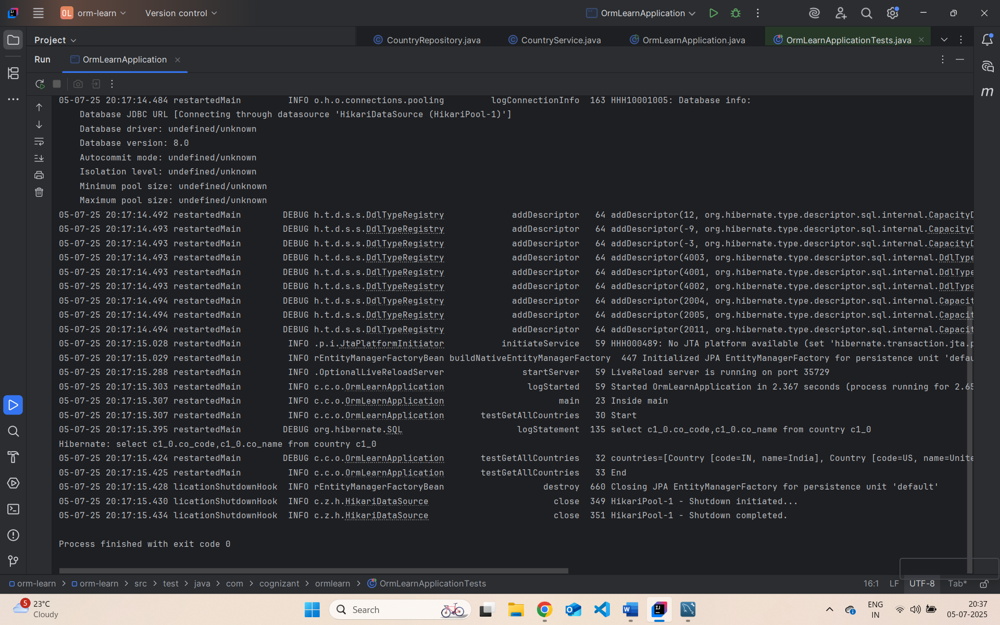 OL orm-learn Version control OrmLearnApplication
Project CountryRepository.java CountryService.java OrmLearnApplication.java OrmLearnApplicationTests.java
Run OrmLearnApplication
05-07-25 20:17:14.484 restartedMain INFO o.h.o.connections.pooling logConnectionInfo 163 HHH10001005: Database info:
Database JDBC URL [Connecting through datasource 'HikariDataSource (HikariPool-1)']
Database driver: undefined/unknown
Database version: 8.0
Autocommit mode: undefined/unknown
Isolation level: undefined/unknown
Minimum pool size: undefined/unknown
Maximum pool size: undefined/unknown
05-07-25 20:17:14.492 restartedMain DEBUG h.t.d.s.s.DdlTypeRegistry addDescriptor 64 addDescriptor(12, org.hibernate.type.descriptor.sql.internal.CapacityD
05-07-25 20:17:14.493 restartedMain DEBUG h.t.d.s.s.DdlTypeRegistry addDescriptor 64 addDescriptor(-9, org.hibernate.type.descriptor.sql.internal.CapacityD
05-07-25 20:17:14.493 restartedMain DEBUG h.t.d.s.s.DdlTypeRegistry addDescriptor 64 addDescriptor(-3, org.hibernate.type.descriptor.sql.internal.CapacityD
05-07-25 20:17:14.493 restartedMain DEBUG h.t.d.s.s.DdlTypeRegistry addDescriptor 64 addDescriptor(4003, org.hibernate.type.descriptor.sql.internal.DdlType
05-07-25 20:17:14.493 restartedMain DEBUG h.t.d.s.s.DdlTypeRegistry addDescriptor 64 addDescriptor(4001, org.hibernate.type.descriptor.sql.internal.DdlType
05-07-25 20:17:14.493 restartedMain DEBUG h.t.d.s.s.DdlTypeRegistry addDescriptor 64 addDescriptor(4002, org.hibernate.type.descriptor.sql.internal.DdlType
05-07-25 20:17:14.494 restartedMain DEBUG h.t.d.s.s.DdlTypeRegistry addDescriptor 64 addDescriptor(2004, org.hibernate.type.descriptor.sql.internal.Capacit
05-07-25 20:17:14.494 restartedMain DEBUG h.t.d.s.s.DdlTypeRegistry addDescriptor 64 addDescriptor(2005, org.hibernate.type.descriptor.sql.internal.Capacit
05-07-25 20:17:14.494 restartedMain DEBUG h.t.d.s.s.DdlTypeRegistry addDescriptor 64 addDescriptor(2011, org.hibernate.type.descriptor.sql.internal.Capacit
05-07-25 20:17:15.028 restartedMain INFO .p.i.JtaPlatformInitiator initiateService 59 HHH000489: No JTA platform available (set 'hibernate.transaction.jta.p
05-07-25 20:17:15.029 restartedMain INFO rEntityManagerFactoryBean buildNativeEntityManagerFactory 447 Initialized JPA EntityManagerFactory for persistence unit 'defau
05-07-25 20:17:15.288 restartedMain INFO .OptionalLiveReloadServer startServer 59 LiveReload server is running on port 35729
05-07-25 20:17:15.303 restartedMain INFO c.c.o.OrmLearnApplication logStarted 59 Started OrmLearnApplication in 2.367 seconds (process running for 2.65
05-07-25 20:17:15.307 restartedMain INFO c.c.o.OrmLearnApplication main 23 Inside main
05-07-25 20:17:15.307 restartedMain INFO c.c.o.OrmLearnApplication testGetAllCountries 30 Start
05-07-25 20:17:15.395 restartedMain DEBUG org.hibernate.SQL logStatement 135 select c1_0.co_code,c1_0.co_name from country c1_0
Hibernate: select c1_0.co_code,c1_0.co_name from country c1_0
05-07-25 20:17:15.424 restartedMain DEBUG c.c.o.OrmLearnApplication testGetAllCountries 32 countries=[Country [code=IN, name=India], Country [code=US, name=Unite
05-07-25 20:17:15.425 restartedMain INFO c.c.o.OrmLearnApplication testGetAllCountries 33 End
05-07-25 20:17:15.428 licationShutdownHook INFO rEntityManagerFactoryBean destroy 660 Closing JPA EntityManagerFactory for persistence unit 'default'
05-07-25 20:17:15.430 licationShutdownHook INFO c.z.h.HikariDataSource close 349 HikariPool-1 - Shutdown initiated...
05-07-25 20:17:15.434 licationShutdownHook INFO c.z.h.HikariDataSource close 351 HikariPool-1 - Shutdown completed.
Process finished with exit code 0
orm-learn > orm-learn > src > test > java > com > cognizant > ormlearn > OrmLearnApplicationTests 16:1 LF UTF-8 Tab*
5 23°C Search ENG 20:37
Cloudy IN 05-07-2025